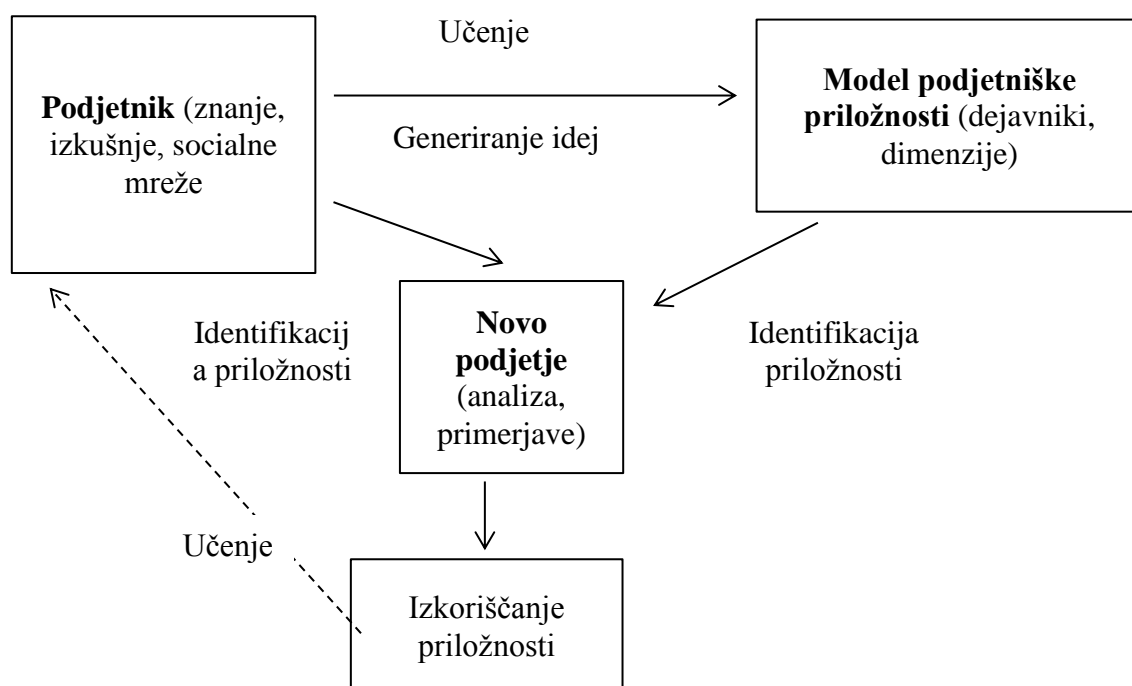 Učenje
Podjetnik (znanje,
izkušnje, socialne
mreže
Generiranje idej
Model podjetniške
priložnosti (dejavniki,
dimenzije)
Identifikacij
a priložnosti
Novo
podjetje
(analiza,
primerjave)
Identifikacija
priložnosti
Učenje
Izkoriščanje
priložnosti